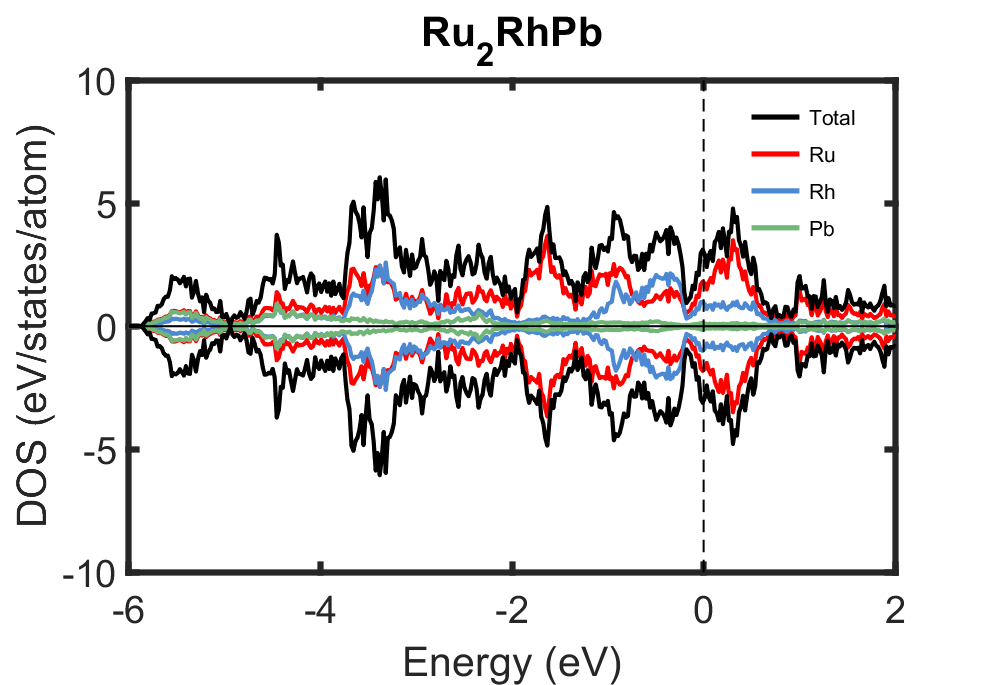 Ru2RhPb
10
5
0
-5
-10
DOS (eV/states/atom)
Total
Ru
Rh
Pb
-6
-4
-2
0
2
Energy (eV)